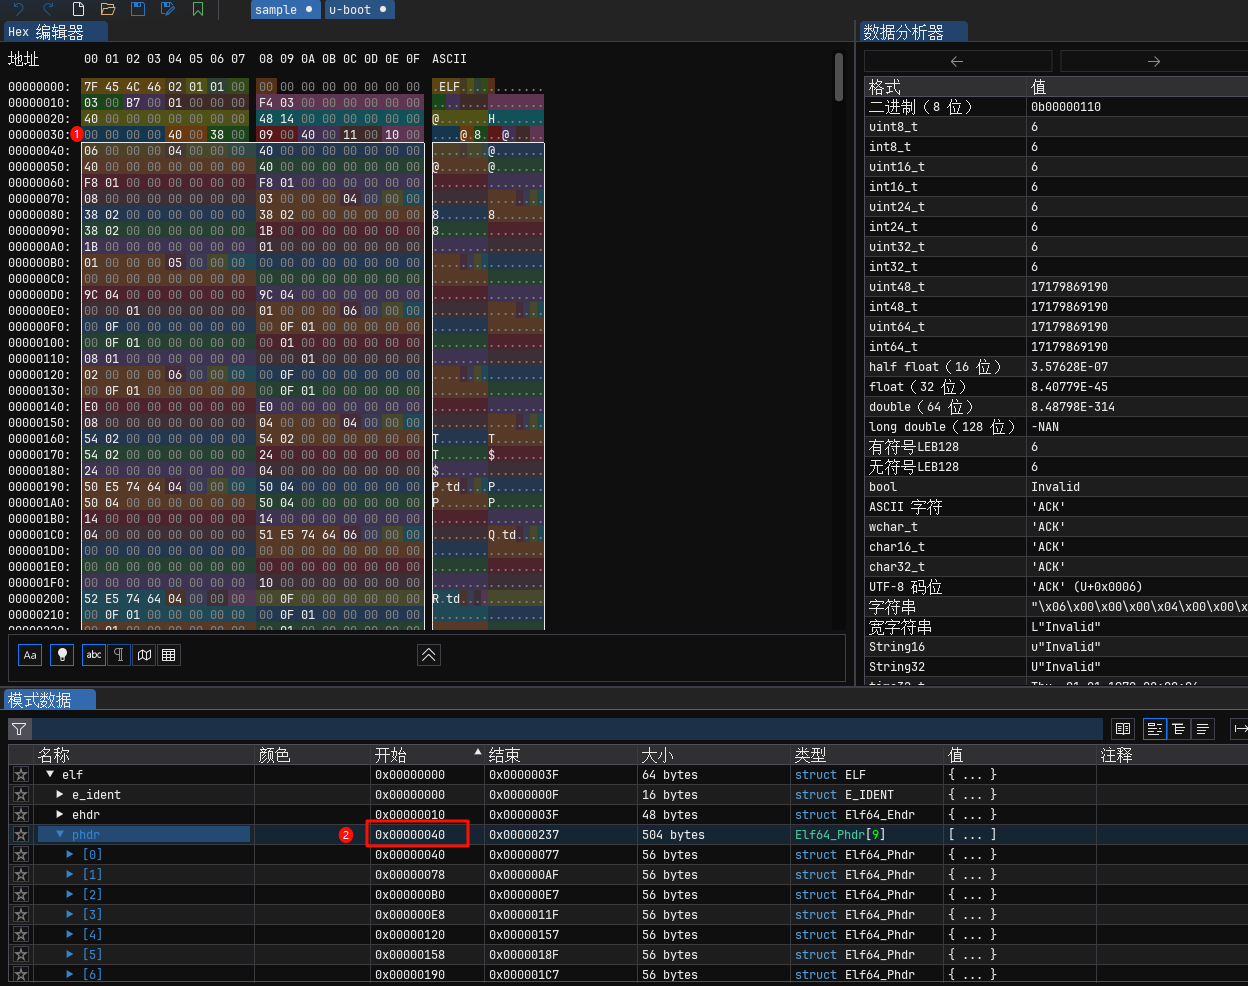 sample
u-boot
Hex 编辑器
地址 00 01 02 03 04 05 06 07 08 09 0A 0B 0C 0D 0E 0F ASCII
00000000: 7F 45 4C 46 02 01 01 00 00 00 00 00 00 00 00 00 .ELF............
00000010: 03 00 B7 00 01 00 00 00 F4 03 00 00 00 00 00 00 ................
00000020: 40 00 00 00 00 00 00 00 48 14 00 00 00 00 00 00 @.......H.......
00000030: 1 00 00 00 00 40 00 38 00 09 00 40 00 11 00 10 00 ....@.8...@.....
00000040: 06 00 00 00 04 00 00 00 40 00 00 00 00 00 00 00 ........@.......
00000050: 40 00 00 00 00 00 00 00 40 00 00 00 00 00 00 00 @.......@.......
00000060: F8 01 00 00 00 00 00 00 F8 01 00 00 00 00 00 00 ................
00000070: 08 00 00 00 00 00 00 00 03 00 00 00 04 00 00 00 ................
00000080: 38 02 00 00 00 00 00 00 38 02 00 00 00 00 00 00 8.......8.......
00000090: 38 02 00 00 00 00 00 00 1B 00 00 00 00 00 00 00 8...............
000000A0: 1B 00 00 00 00 00 00 00 01 00 00 00 00 00 00 00 ................
000000B0: 01 00 00 00 05 00 00 00 00 00 00 00 00 00 00 00 ................
000000C0: 00 00 00 00 00 00 00 00 00 00 00 00 00 00 00 00 ................
000000D0: 9C 04 00 00 00 00 00 00 9C 04 00 00 00 00 00 00 ................
000000E0: 00 00 01 00 00 00 00 00 01 00 00 00 06 00 00 00 ................
000000F0: 00 0F 00 00 00 00 00 00 00 0F 01 00 00 00 00 00 ................
00000100: 00 0F 01 00 00 00 00 00 00 01 00 00 00 00 00 00 ................
00000110: 08 01 00 00 00 00 00 00 00 00 01 00 00 00 00 00 ................
00000120: 02 00 00 00 06 00 00 00 00 0F 00 00 00 00 00 00 ................
00000130: 00 0F 01 00 00 00 00 00 00 0F 01 00 00 00 00 00 ................
00000140: E0 00 00 00 00 00 00 00 E0 00 00 00 00 00 00 00 ................
00000150: 08 00 00 00 00 00 00 00 04 00 00 00 04 00 00 00 ................
00000160: 54 02 00 00 00 00 00 00 54 02 00 00 00 00 00 00 T.......T.......
00000170: 54 02 00 00 00 00 00 00 24 00 00 00 00 00 00 00 T.......$.......
00000180: 24 00 00 00 00 00 00 00 04 00 00 00 00 00 00 00 $...............
00000190: 50 E5 74 64 04 00 00 00 50 04 00 00 00 00 00 00 P.td....P.......
000001A0: 50 04 00 00 00 00 00 00 50 04 00 00 00 00 00 00 P.......P.......
000001B0: 14 00 00 00 00 00 00 00 14 00 00 00 00 00 00 00 ................
000001C0: 04 00 00 00 00 00 00 00 51 E5 74 64 06 00 00 00 ........Q.td....
000001D0: 00 00 00 00 00 00 00 00 00 00 00 00 00 00 00 00 ................
000001E0: 00 00 00 00 00 00 00 00 00 00 00 00 00 00 00 00 ................
000001F0: 00 00 00 00 00 00 00 00 10 00 00 00 00 00 00 00 ................
00000200: 52 E5 74 64 04 00 00 00 00 0F 00 00 00 00 00 00 R.td............
00000210: 00 0F 01 00 00 00 00 00 00 0F 01 00 00 00 00 00 ................
Aa
abc
数据分析器
格式 值
二进制（8 位） 0b00000110
uint8_t 6
int8_t 6
uint16_t 6
int16_t 6
uint24_t 6
int24_t 6
uint32_t 6
int32_t 6
uint48_t 17179869190
int48_t 17179869190
uint64_t 17179869190
int64_t 17179869190
half float（16 位） 3.57628E-07
float（32 位） 8.40779E-45
double（64 位） 8.48798E-314
long double（128 位） -NAN
有符号LEB128 6
无符号LEB128 6
bool Invalid
ASCII 字符 'ACK'
wchar_t 'ACK'
char16_t 'ACK'
char32_t 'ACK'
UTF-8 码位 'ACK' (U+0x0006)
字符串 "\x06\x00\x00\x00\x04\x00\x00\x
宽字符串 L"Invalid"
String16 u"Invalid"
String32 U"Invalid"
模式数据
名称 颜色 开始 结束 大小 类型 值 注释
elf 0x00000000 0x0000003F 64 bytes struct ELF { ... }
e_ident 0x00000000 0x0000000F 16 bytes struct E_IDENT { ... }
ehdr 0x00000010 0x0000003F 48 bytes struct Elf64_Ehdr { ... }
phdr 2 0x00000040 0x00000237 504 bytes Elf64_Phdr[9] [ ... ]
[0] 0x00000040 0x00000077 56 bytes struct Elf64_Phdr { ... }
[1] 0x00000078 0x000000AF 56 bytes struct Elf64_Phdr { ... }
[2] 0x000000B0 0x000000E7 56 bytes struct Elf64_Phdr { ... }
[3] 0x000000E8 0x0000011F 56 bytes struct Elf64_Phdr { ... }
[4] 0x00000120 0x00000157 56 bytes struct Elf64_Phdr { ... }
[5] 0x00000158 0x0000018F 56 bytes struct Elf64_Phdr { ... }
[6] 0x00000190 0x000001C7 56 bytes struct Elf64_Phdr { ... }